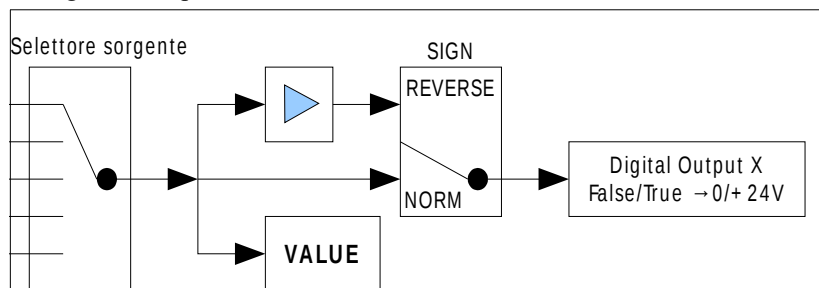 Selettore sorgente
SIGN
REVERSE
NORM
VALUE
Digital Output X
False/True → 0/+24V